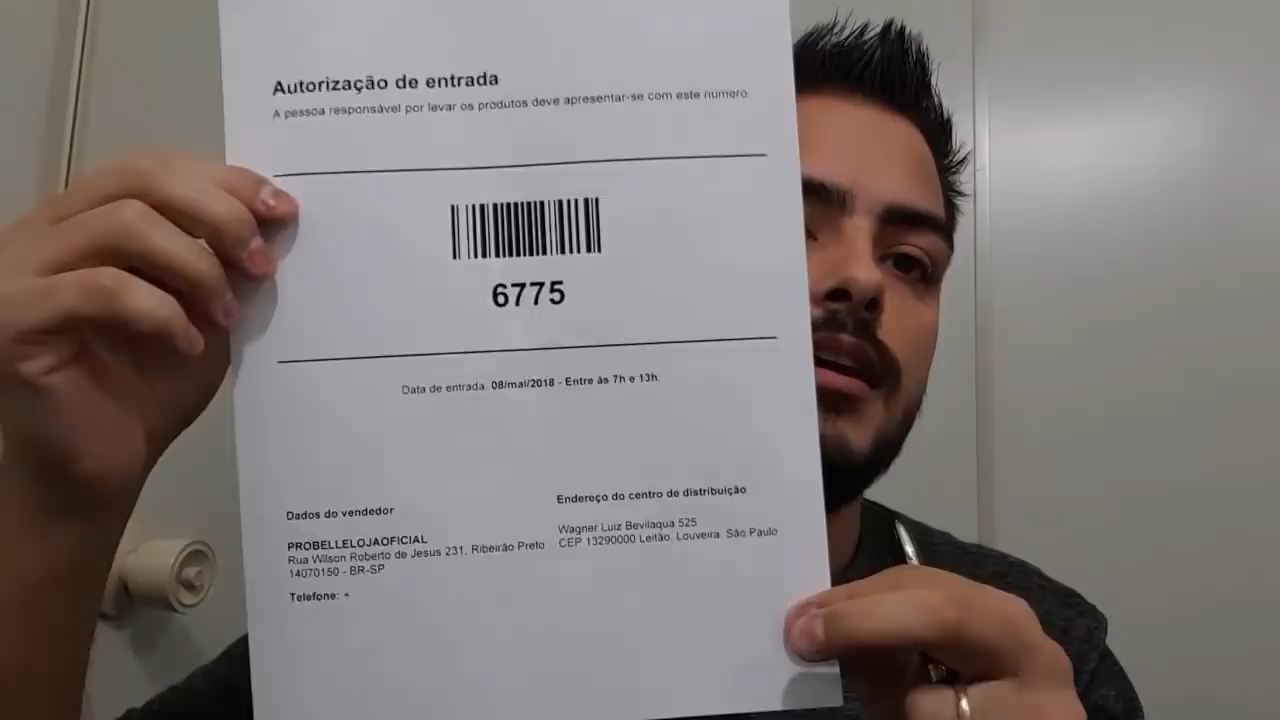 Autorização de entrada
A pessoa responsável por levar os produtos deve apresentar-se com este número.
6775
Data de entrada: 08/mai/2018 - Entre às 7h e 13h.
Dados do vendedor
PROBELLELOJAOFICIAL
Rua Wilson Roberto de Jesus 231, Ribeirão Preto
14070150 - BR-SP
Telefone: +
Endereço do centro de distribuição
Wagner Luiz Bevilaqua 525
CEP 13290000 Leitão, Louveira. São Paulo